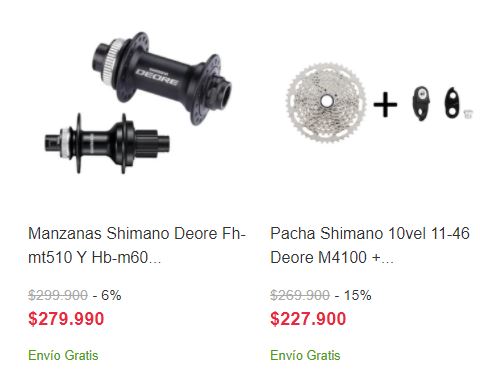 DEORE
Manzanas Shimano Deore Fh-
mt510 Y Hb-m60...
$299.900 - 6%
$279.990
Envío Gratis
Pacha Shimano 10vel 11-46
Deore M4100 +...
$269.900 - 15%
$227.900
Envío Gratis